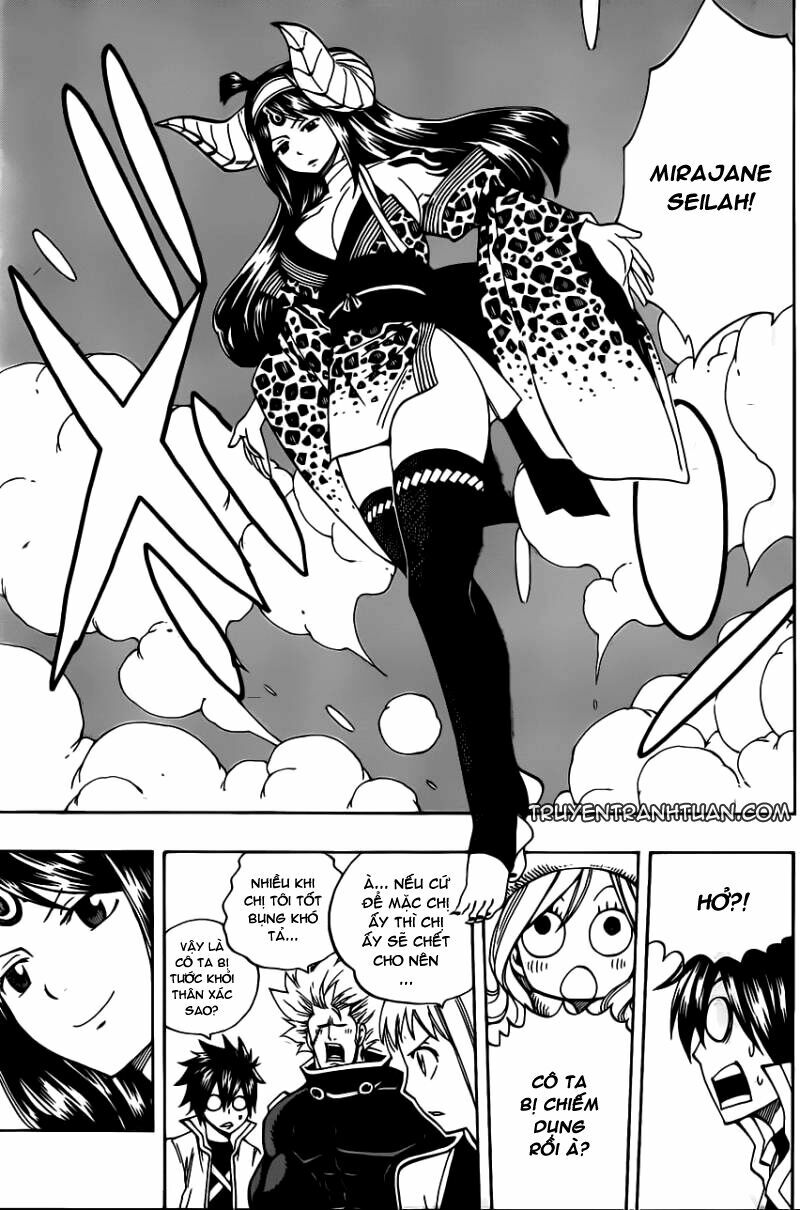 MIRAJANE
SEILAH!
TRUYENTRANHTUAN.COM
HỞ?!
CÔ TA
BỊ CHIẾM
DỤNG
RỒI À?
À... NẾU CỨ
ĐỂ MẶC CHỊ
ẤY THÌ CHỊ
ẤY SẼ CHẾT
CHO NÊN
...
NHIỀU KHI
CHỊ TÔI TỐT
BỤNG KHÓ
TẢ...
VẬY LÀ
CÔ TA BỊ
TƯỚC KHỎI
THÂN XÁC
SAO?